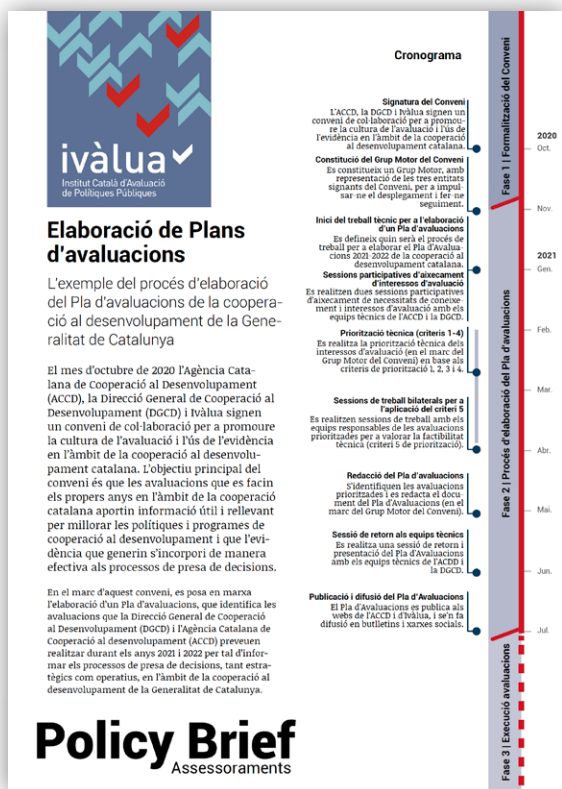 ivàlua
Institut Català d'Avaluació
de Polítiques Públiques
Elaboració de Plans
d'avaluacions
L'exemple del procés d'elaboració
del Pla d'avaluacions de la coopera-
ció al desenvolupament de la Gene-
ralitat de Catalunya
El mes d'octubre de 2020 l'Agència Cata-
lana de Cooperació al Desenvolupament
(ACCD), la Direcció General de Cooperació al
Desenvolupament (DGCD) i Ivàlua signen
un conveni de col·laboració per a promoure
la cultura de l'avaluació i l'ús de l'evidència
en l'àmbit de la cooperació al desenvolu-
pament catalana. L'objectiu principal del
conveni és que les avaluacions que es facin
els propers anys en l'àmbit de la cooperació
catalana aportin informació útil i rellevant
per millorar les polítiques i programes de
cooperació al desenvolupament i que l'evi-
dència que generin s'incorpori de manera
efectiva als processos de presa de decisions.
En el marc d'aquest conveni, es posa en marxa
l'elaboració d'un Pla d'avaluacions, que identifica les
avaluacions que la Direcció General de Cooperació
al Desenvolupament (DGCD) i l'Agència Catalana de
Cooperació al desenvolupament (ACCD) preveuen
realitzar durant els anys 2021 i 2022 per tal d'infor-
mar els processos de presa de decisions, tant estra-
tègics com operatius, en l'àmbit de la cooperació al
desenvolupament de la Generalitat de Catalunya.
Policy Brief
Assessoraments
Cronograma
Signatura del Conveni
L'ACCD, la DGCD i Ivàlua signen un
conveni de col·laboració per a promou-
re la cultura de l'avaluació i l'ús de
l'evidència en l'àmbit de la cooperació
al desenvolupament catalana.
Constitució del Grup Motor del Conveni
Es constitueix un Grup Motor, amb
representació de les tres entitats
signants del Conveni, per a impul-
sar-ne el desplegament i fer-ne
seguiment.
Inici del treball tècnic per a l'elaboració
d'un Pla d'avaluacions
Es defineix quin serà el procés de
treball per a elaborar el Pla d'Avalua-
cions 2021-2022 de la cooperació al
desenvolupament catalana.
Sessions participatives d'aixecament
d'interessos d'avaluació
Es realitzen dues sessions participatives
d'aixecament de necessitats de coneixe-
ment i interessos d'avaluació amb els
equips tècnics de l'ACCD i la DGCD.
Priorització tècnica (criteris 1-4)
Es realitza la priorització tècnica dels
interessos d'avaluació (en el marc del
Grup Motor del Conveni) en base als
criteris de priorització 1, 2, 3 i 4.
Sessions de treball bilaterals per a
l'aplicació del criteri 5
Es realitzen sessions de treball amb els
equips responsables de les avaluacions
prioritzades per a valorar la factibilitat
tècnica (criteri 5 de priorització).
Redacció del Pla d'avaluacions
S'identifiquen les avaluacions
prioritzades i es redacta el docu-
ment del Pla d'Avaluacions (en el
marc del Grup Motor del Conveni).
Sessió de retorn als equips tècnics
Es realitza una sessió de retorn i
presentació del Pla d'Avaluacions
amb els equips tècnics de l'ACDD i
la DGCD.
Publicació i difusió del Pla d'Avaluacions
El Pla d'Avaluacions es publica als
webs de l'ACCD i d'Ivàlua, i se'n fa
difusió en butlletins i xarxes socials.
Fase 1 | Formalització del Conveni
Fase 2 | Procés d'elaboració del Pla d'avaluacions
Fase 3 | Execució avaluacions
2020
Oct.
Nov.
2021
Gen.
Feb.
Mar.
Abr.
Mai.
Jun.
Jul.